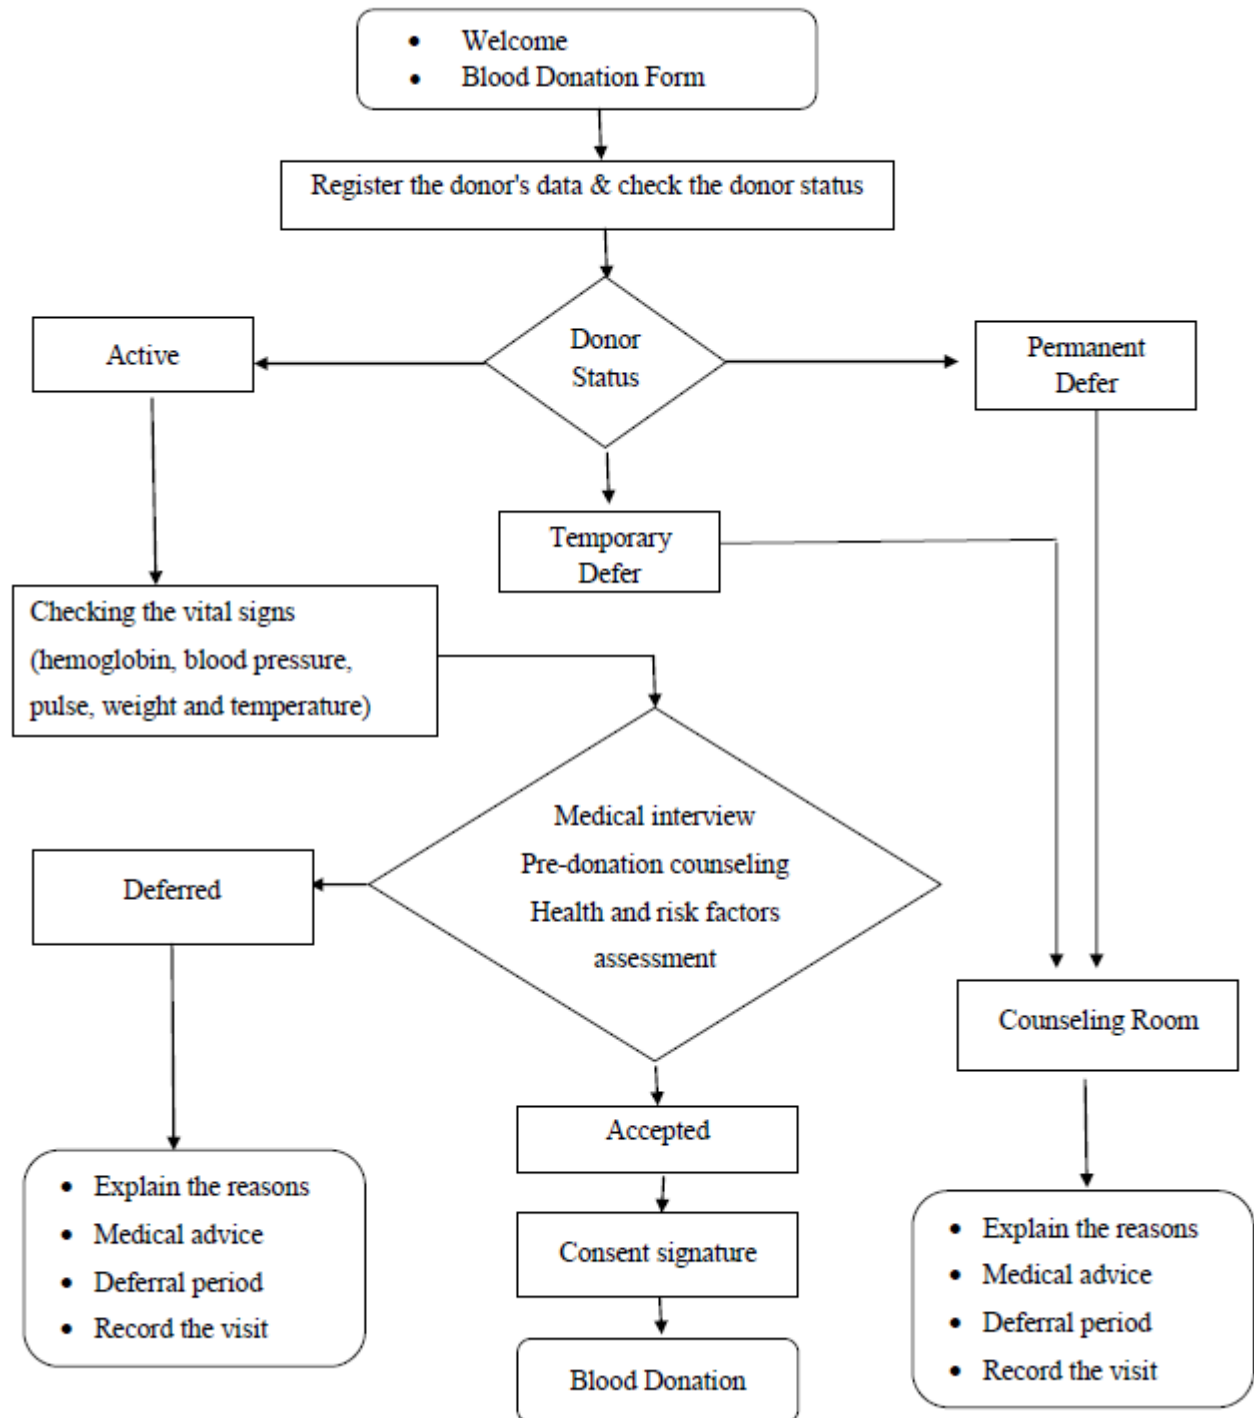 • Welcome
• Blood Donation Form
Register the donor's data & check the donor status
Donor
Status
Active
Permanent
Defer
Temporary
Defer
Checking the vital signs
(hemoglobin, blood pressure,
pulse, weight and temperature)
Medical interview
Pre-donation counseling
Health and risk factors
assessment
Deferred
Counseling Room
Accepted
• Explain the reasons
• Medical advice
• Deferral period
• Record the visit
Consent signature
Blood Donation
• Explain the reasons
• Medical advice
• Deferral period
• Record the visit